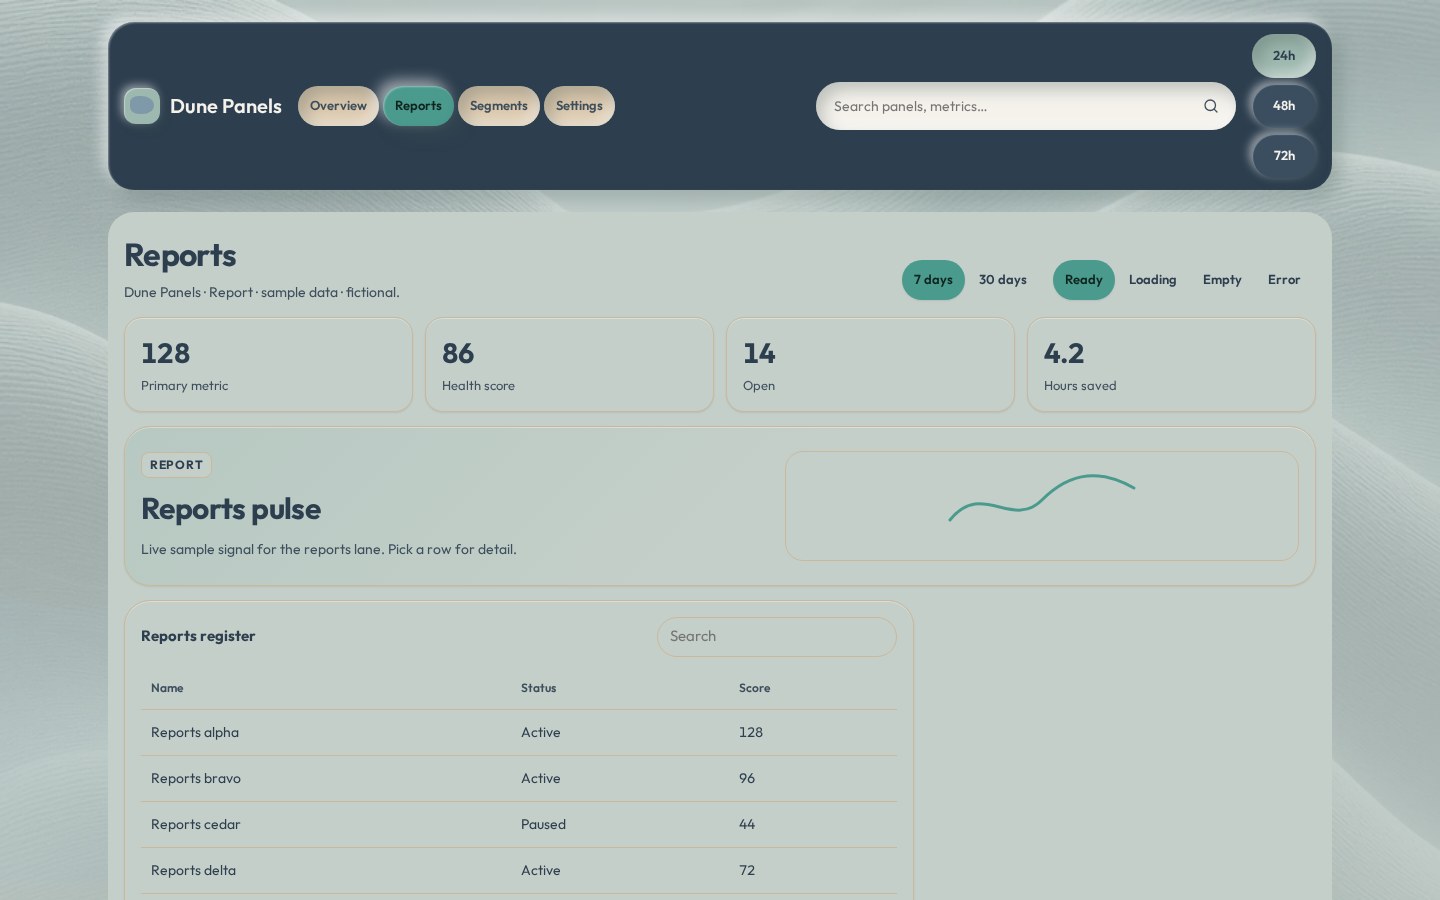 Dune Panels
Overview
Reports
Segments
Settings
Search panels, metrics...
24h
48h
72h
Reports
Dune Panels · Report · sample data · fictional.
7 days
30 days
Ready
Loading
Empty
Error
128
Primary metric
86
Health score
14
Open
4.2
Hours saved
REPORT
Reports pulse
Live sample signal for the reports lane. Pick a row for detail.
Reports register
Search
Name Status Score
Reports alpha Active 128
Reports bravo Active 96
Reports cedar Paused 44
Reports delta Active 72